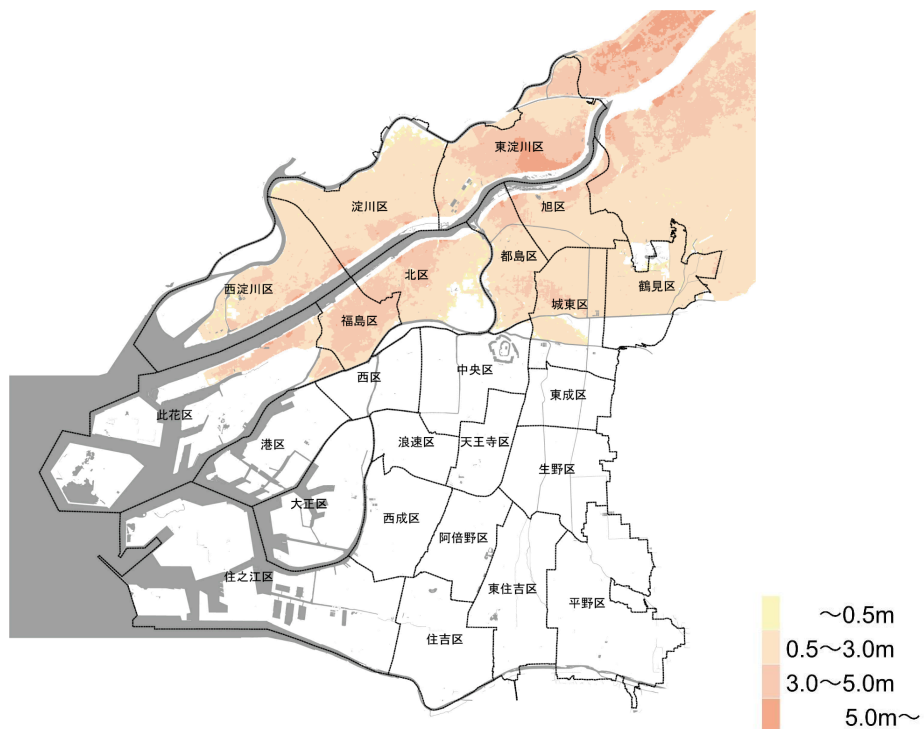 東淀川区
淀川区
旭区
都島区
北区
西淀川区
鶴見区
城東区
福島区
中央区
西区
東成区
此花区
港区
浪速区
天王寺区
生野区
大正区
西成区
阿倍野区
住之江区
東住吉区
平野区
住吉区
～0.5m
0.5～3.0m
3.0～5.0m
5.0m～